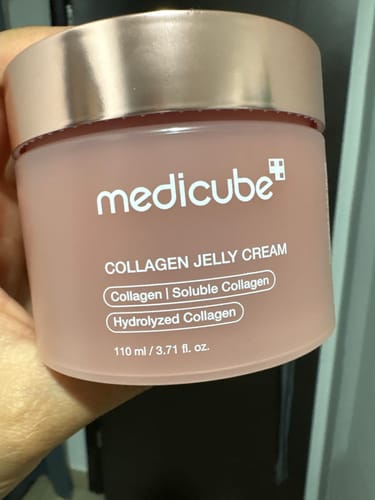 medicube
COLLAGEN JELLY CREAM
Collagen | Soluble Collagen
Hydrolyzed Collagen
110 ml / 3.71 fl. oz.